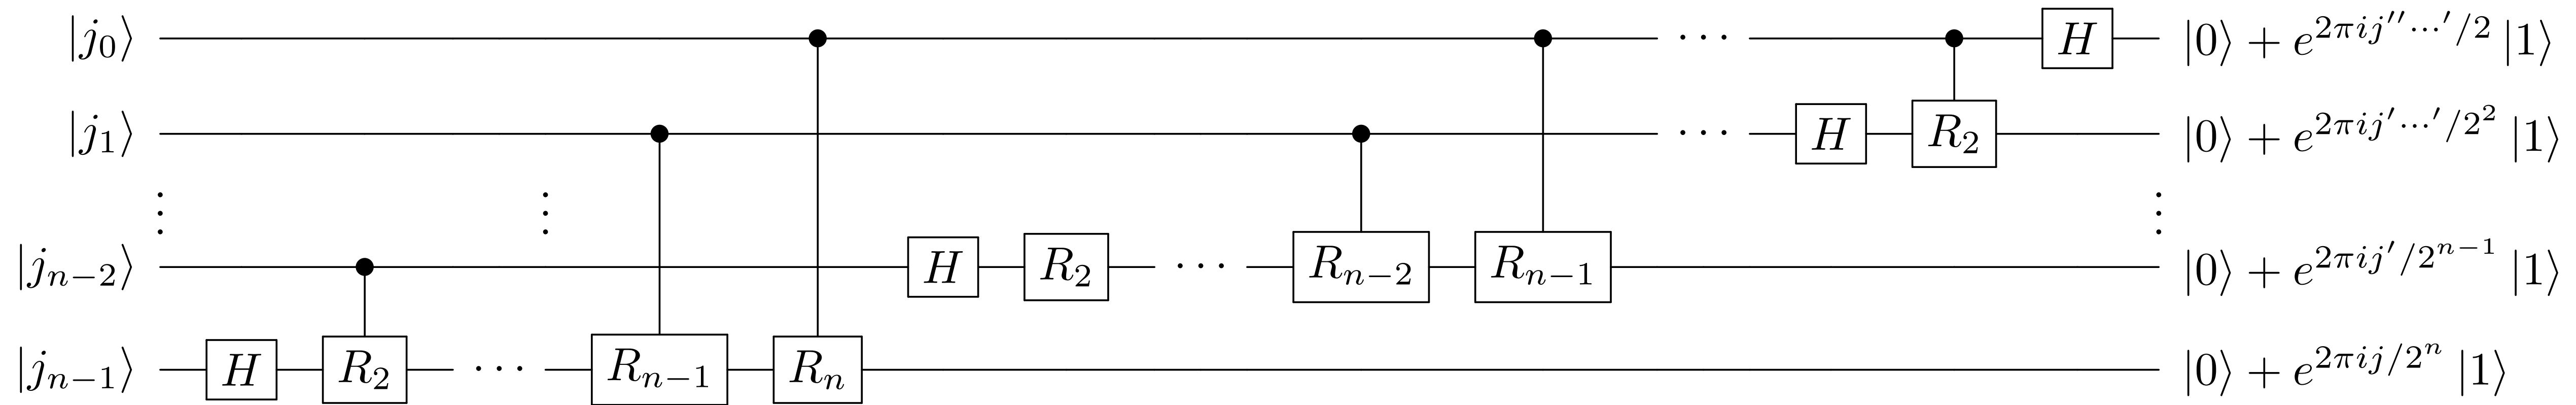 |j_0⟩ ⋯ H |0⟩ + e^{2πij''⋯'/2} |1⟩
|j_1⟩ ⋯ H R_2 |0⟩ + e^{2πij'⋯'/2^2} |1⟩
⋮ ⋮ ⋮
|j_{n−2}⟩ H R_2 ⋯ R_{n−2} R_{n−1} |0⟩ + e^{2πij'/2^{n−1}} |1⟩
|j_{n−1}⟩ H R_2 ⋯ R_{n−1} R_n |0⟩ + e^{2πij/2^n} |1⟩